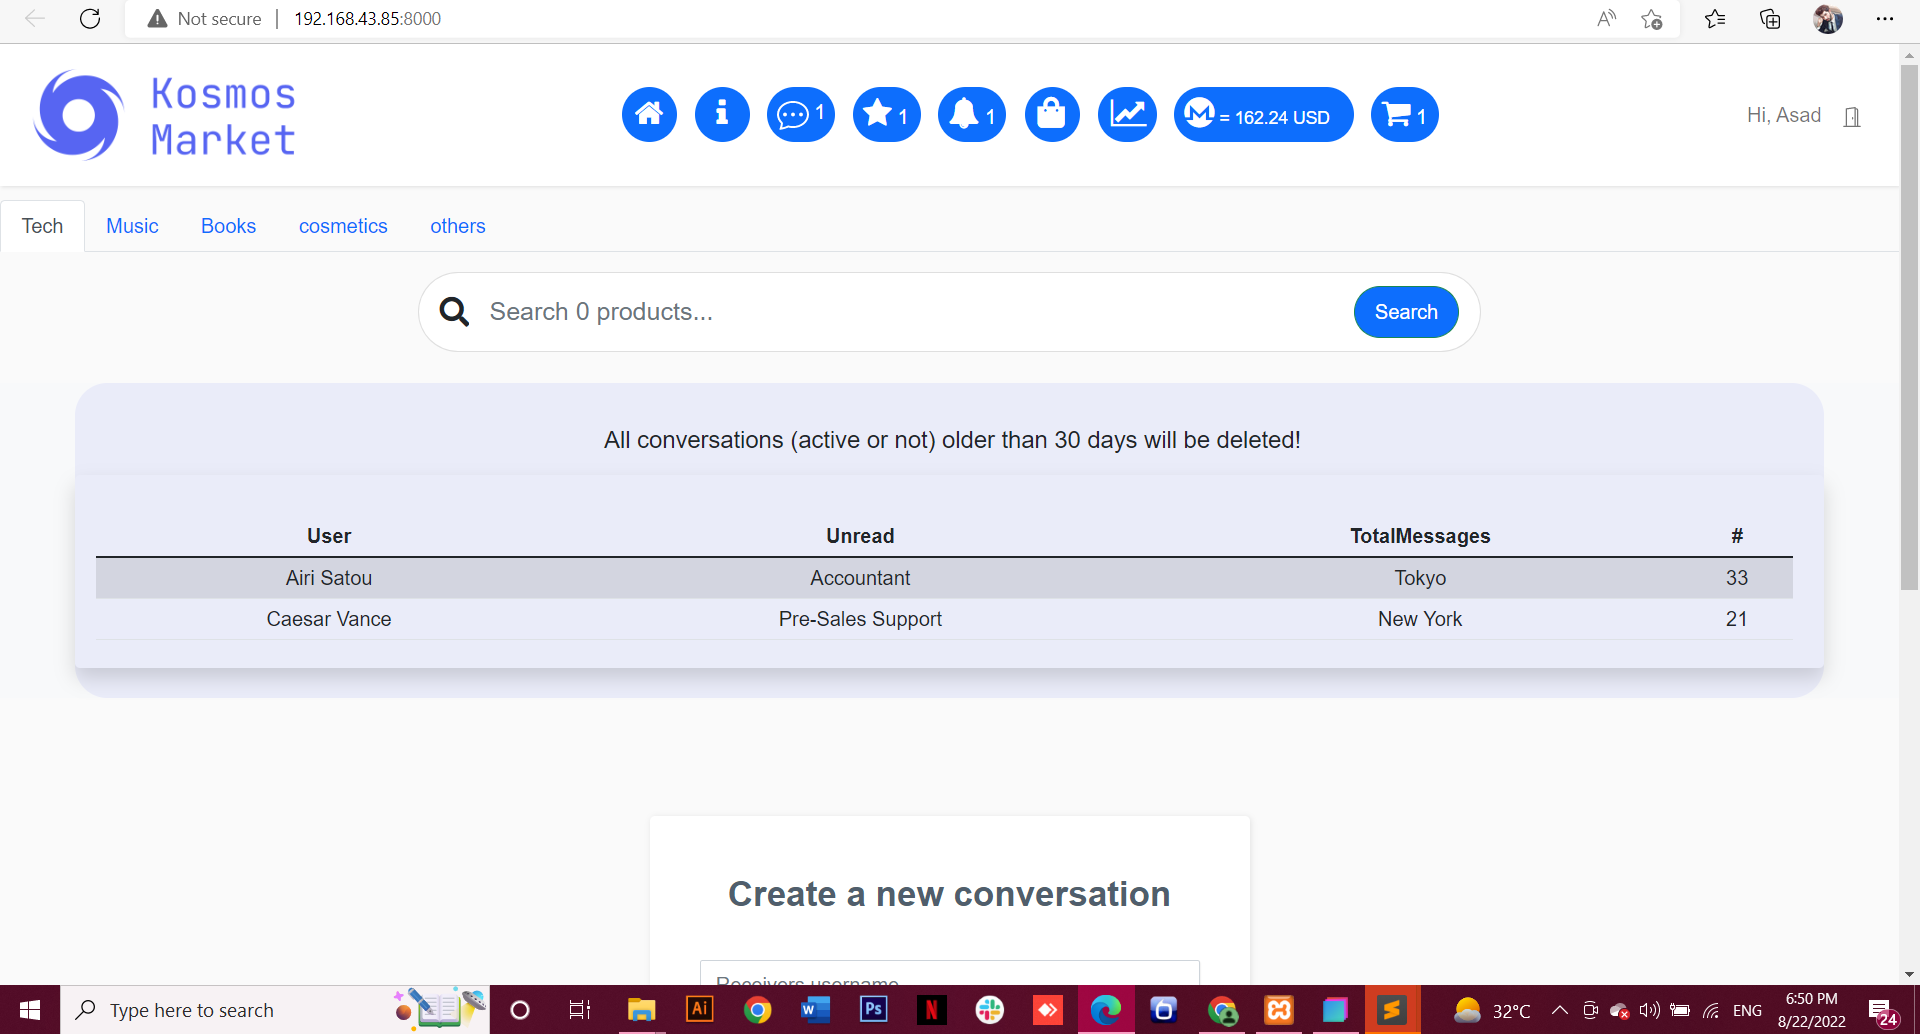 Not secure | 192.168.43.85:8000
Kosmos
Market
1
1
1
= 162.24 USD
1
Hi, Asad
Tech
Music
Books
cosmetics
others
Search 0 products...
Search
All conversations (active or not) older than 30 days will be deleted!
User Unread TotalMessages #
Airi Satou Accountant Tokyo 33
Caesar Vance Pre-Sales Support New York 21
Create a new conversation
Receivers username
Type here to search
32°C
ENG
6:50 PM
8/22/2022
24